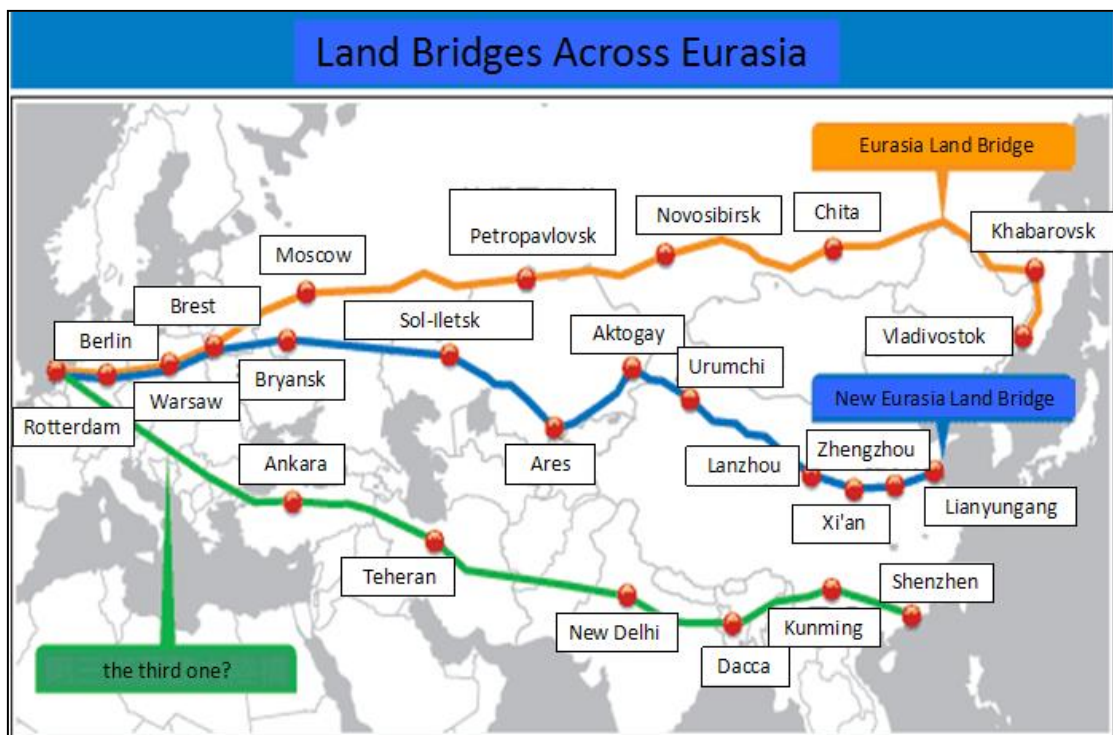 Land Bridges Across Eurasia
Eurasia Land Bridge
Novosibirsk
Chita
Khabarovsk
Petropavlovsk
Moscow
Brest
Sol-Iletsk
Aktogay
Vladivostok
Berlin
Urumchi
Bryansk
Warsaw
New Eurasia Land Bridge
Rotterdam
Ankara
Ares
Lanzhou
Zhengzhou
Lianyungang
Xi'an
Teheran
Shenzhen
New Delhi
Kunming
Dacca
the third one?